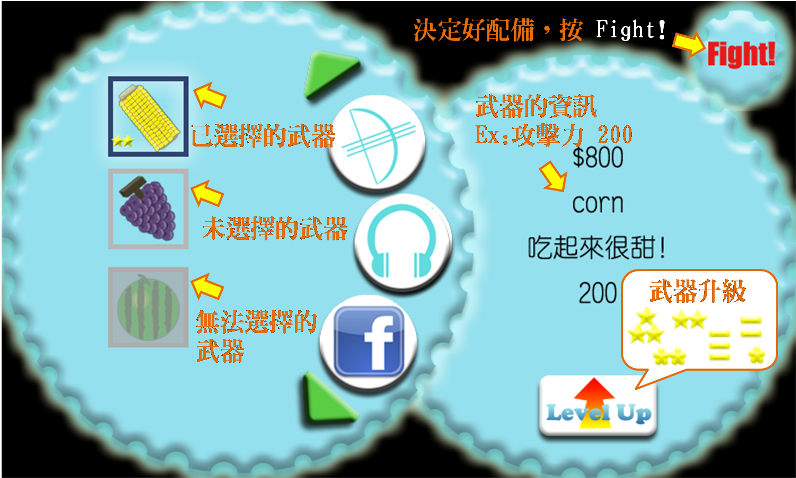 決定好配備，按 Fight!
Fight!
武器的資訊
Ex:攻擊力 200
已選擇的武器
$800
corn
未選擇的武器
吃起來很甜!
200
武器升級
無法選擇的
武器
f
Level Up